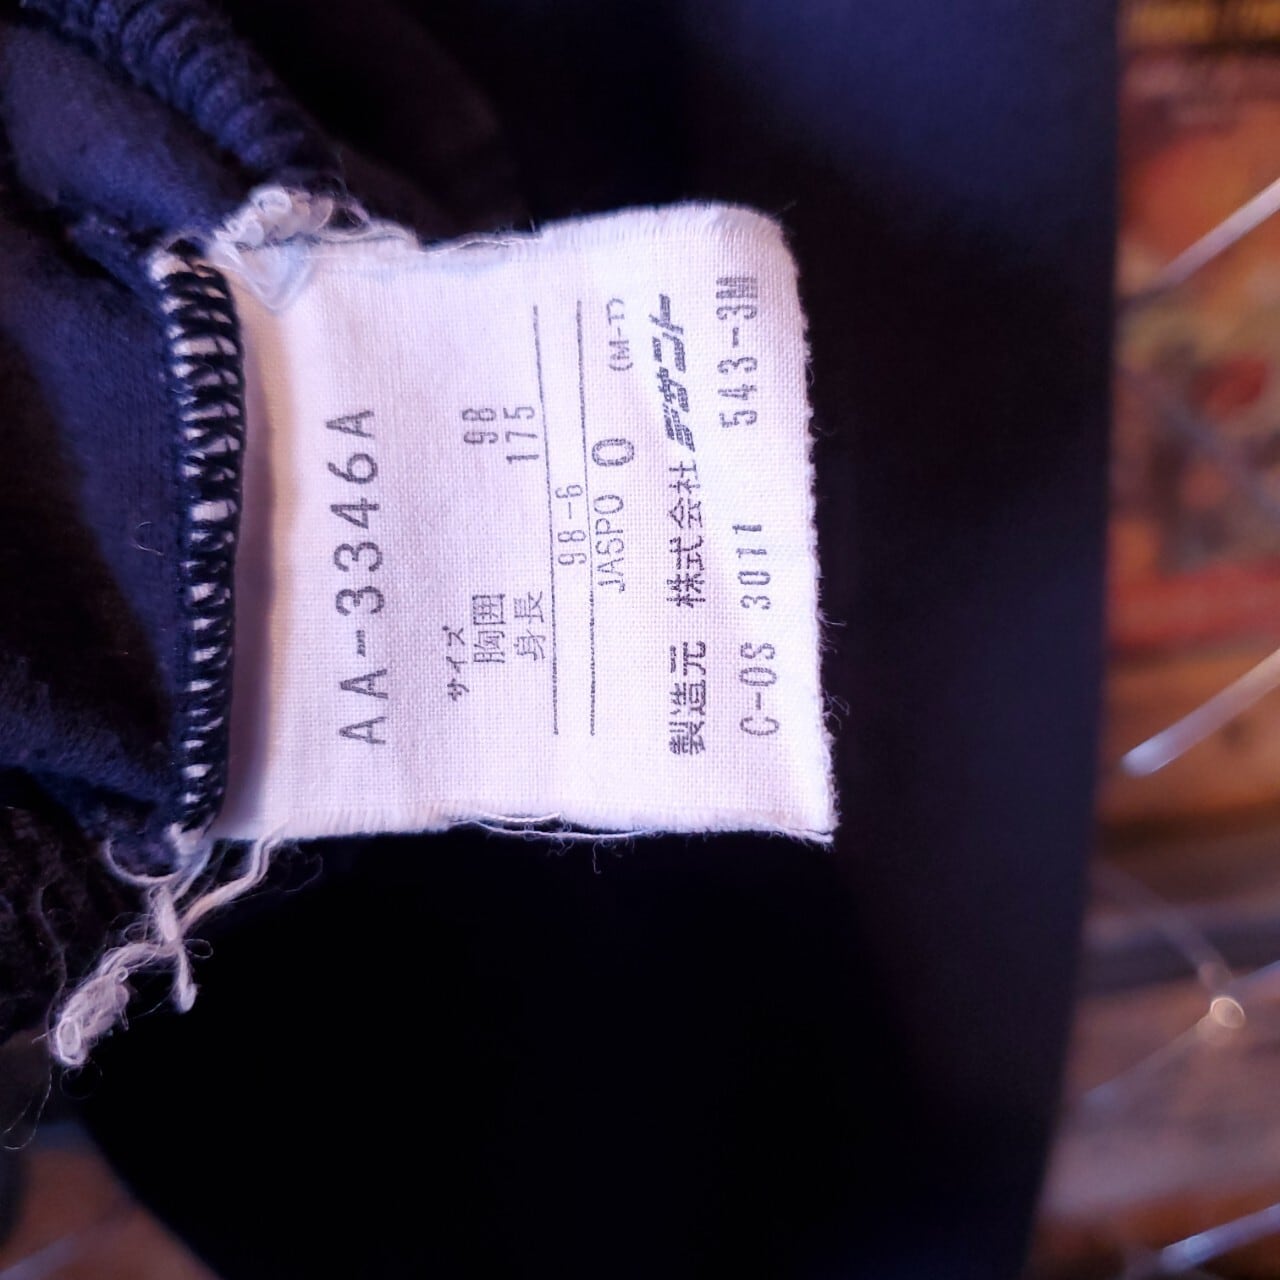 AA-3346A
サイズ
胸囲 98
身長 175
98-6
JASPO O (M-T)
製造元 株式会社 デサント
C-OS 3011 543-3M